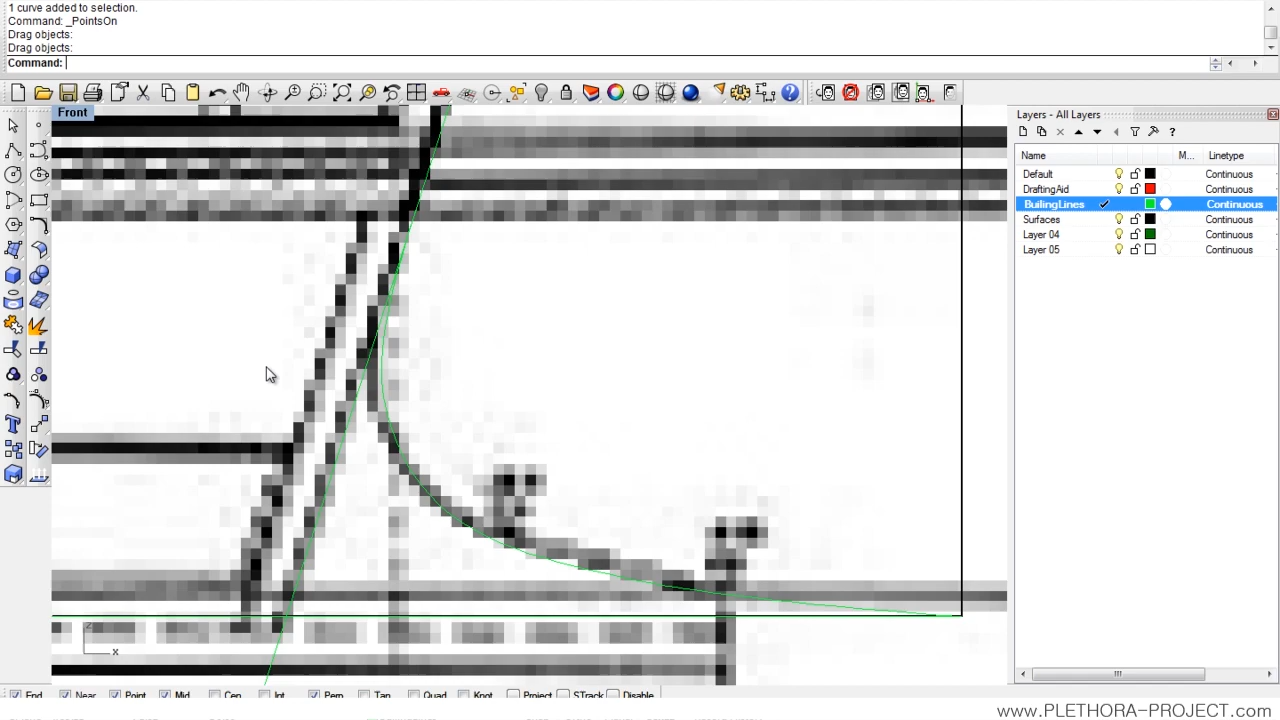 1 curve added to selection.
Command: _PointsOn
Drag objects:
Drag objects:
Command:
Front
Layers - All Layers
Name M... Linetype
Default Continuous
DraftingAid Continuous
BuilingLines Continuous
Surfaces Continuous
Layer 04 Continuous
Layer 05 Continuous
z
x
End Near Point Mid Cen Int Perp Tan Quad Knot Project STrack Disable
www.PLETHORA-PROJECT.com